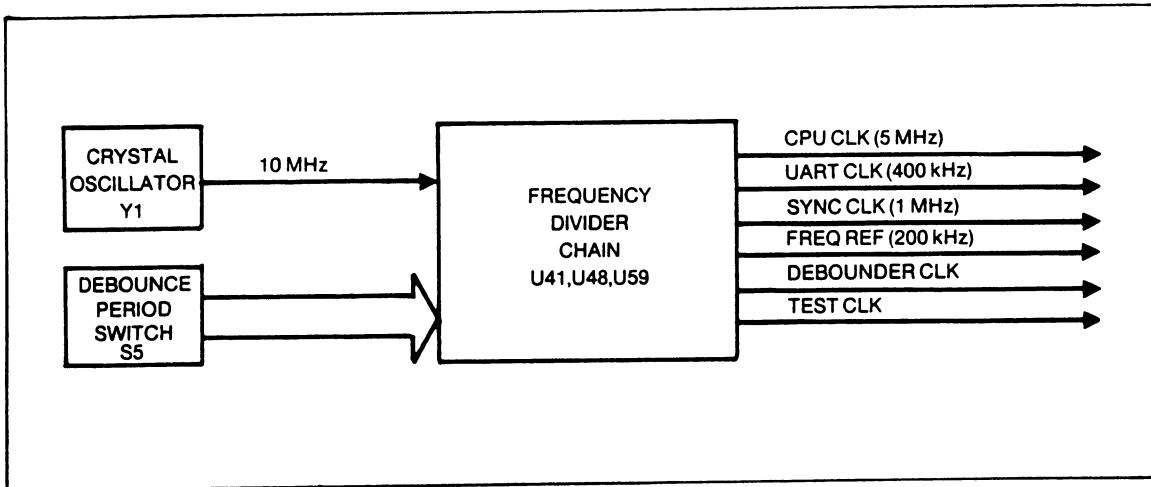 CRYSTAL
OSCILLATOR
Y1
10 MHz
DEBOUNCE
PERIOD
SWITCH
S5
FREQUENCY
DIVIDER
CHAIN
U41,U48,U59
CPU CLK (5 MHz)
UART CLK (400 kHz)
SYNC CLK (1 MHz)
FREQ REF (200 kHz)
DEBOUNDER CLK
TEST CLK